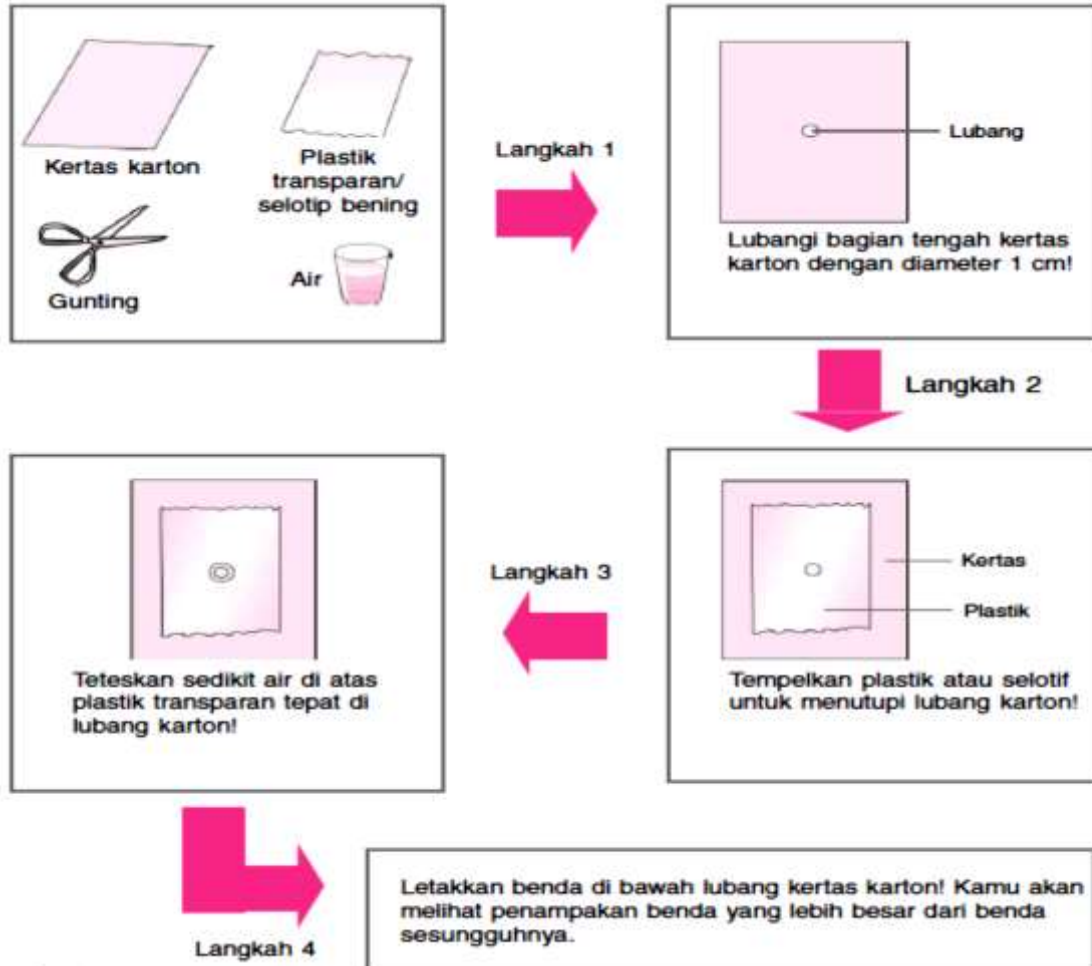 Kertas karton
Plastik
transparan/
selotip bening
Gunting
Air
Langkah 1
Lubang
Lubangi bagian tengah kertas
karton dengan diameter 1 cm!
Langkah 2
Kertas
Plastik
Tempelkan plastik atau selotif
untuk menutupi lubang karton!
Langkah 3
Teteskan sedikit air di atas
plastik transparan tepat di
lubang karton!
Langkah 4
Letakkan benda di bawah lubang kertas karton! Kamu akan
melihat penampakan benda yang lebih besar dari benda
sesungguhnya.